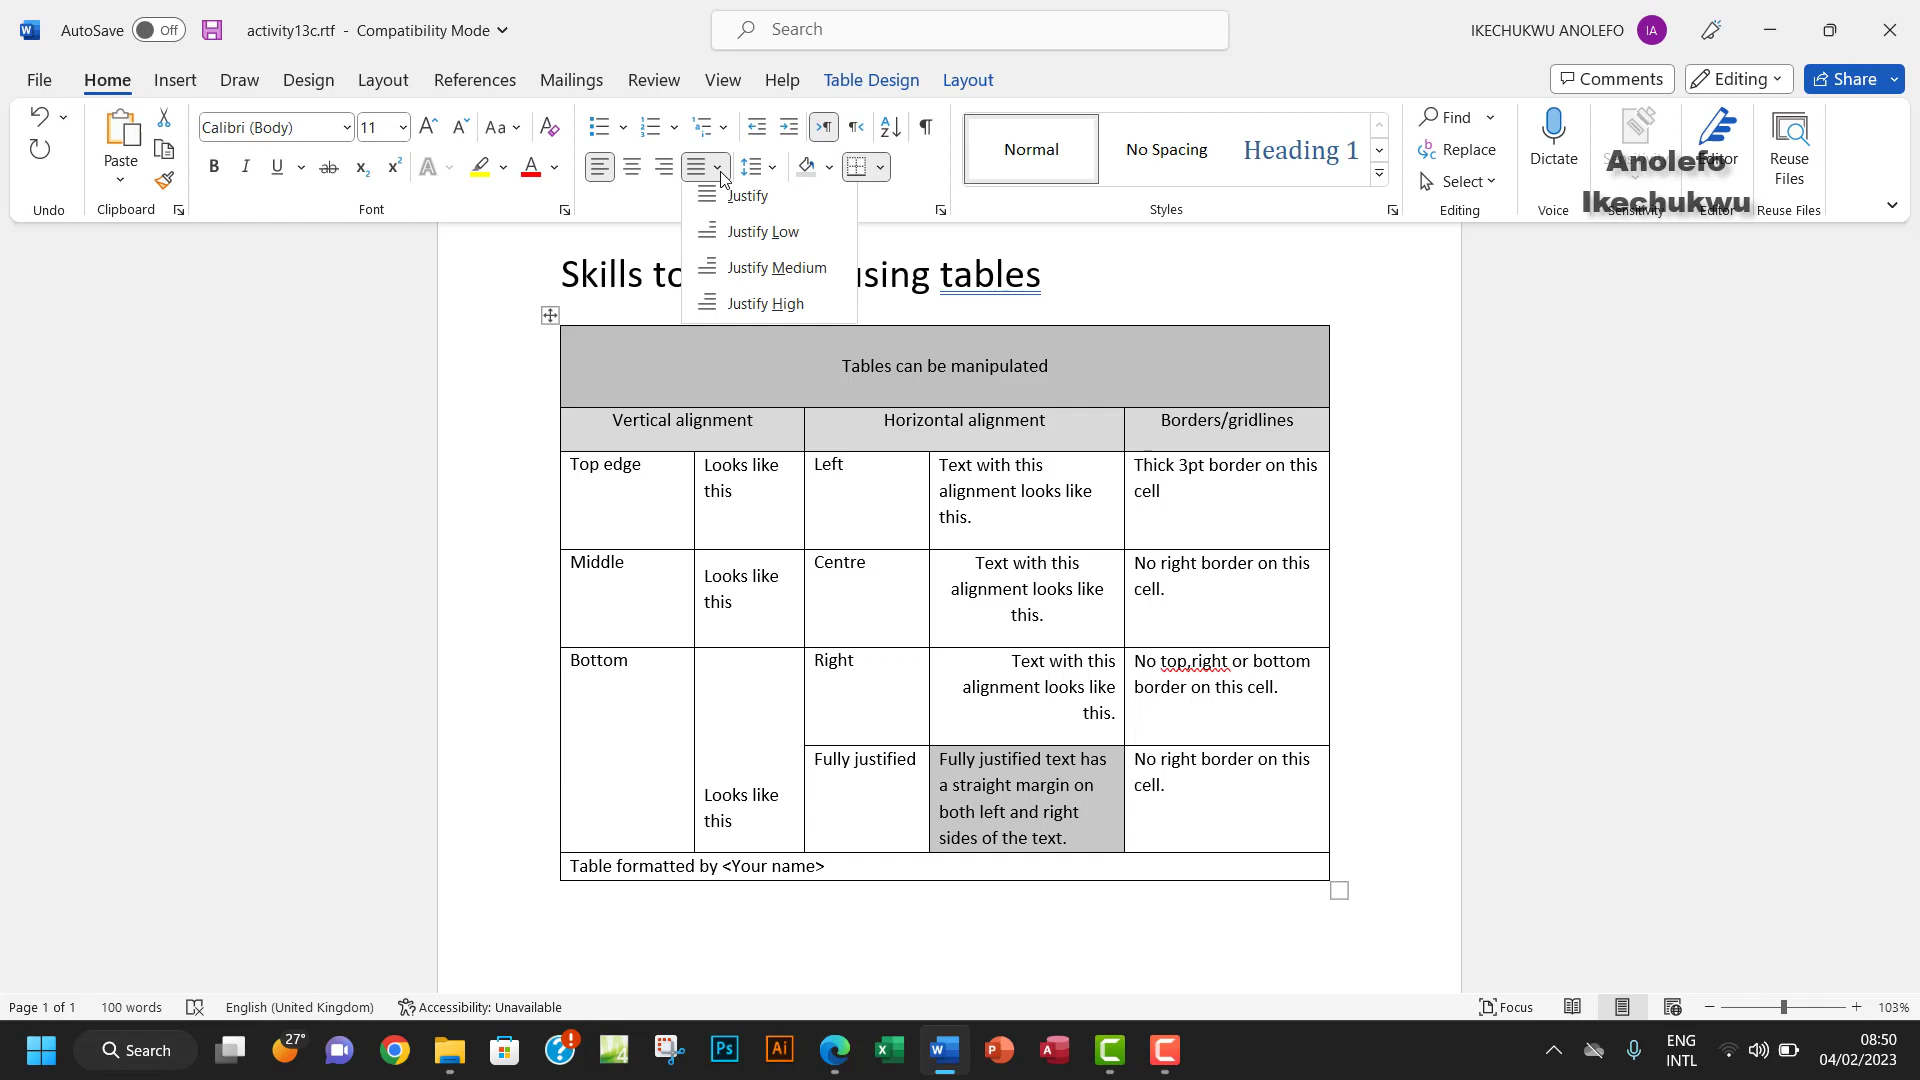 AutoSave Off activity13c.rtf - Compatibility Mode Search IKECHUKWU ANOLEFO IA
File Home Insert Draw Design Layout References Mailings Review View Help Table Design Layout Comments Editing Share
Calibri (Body) 11 Aa Find
Paste Normal No Spacing Heading 1 Replace Dictate Sensitivity Editor Reuse Files
Select
Undo Clipboard Font Styles Editing Voice Sensitivity Editor Reuse Files
Anolefo
Ikechukwu
Justify
Justify Low
Justify Medium
Justify High
Skills to using tables
Tables can be manipulated
Vertical alignment Horizontal alignment Borders/gridlines
Top edge
Looks like
this
Left
Text with this
alignment looks like
this.
Thick 3pt border on this
cell
Middle
Looks like
this
Centre
Text with this
alignment looks like
this.
No right border on this
cell.
Bottom
Looks like
this
Right
Text with this
alignment looks like
this.
No top,right or bottom
border on this cell.
Fully justified
Fully justified text has
a straight margin on
both left and right
sides of the text.
No right border on this
cell.
Table formatted by <Your name>
Page 1 of 1 100 words English (United Kingdom) Accessibility: Unavailable Focus 103%
Search 27° Ps Ai ENG INTL 08:50
04/02/2023